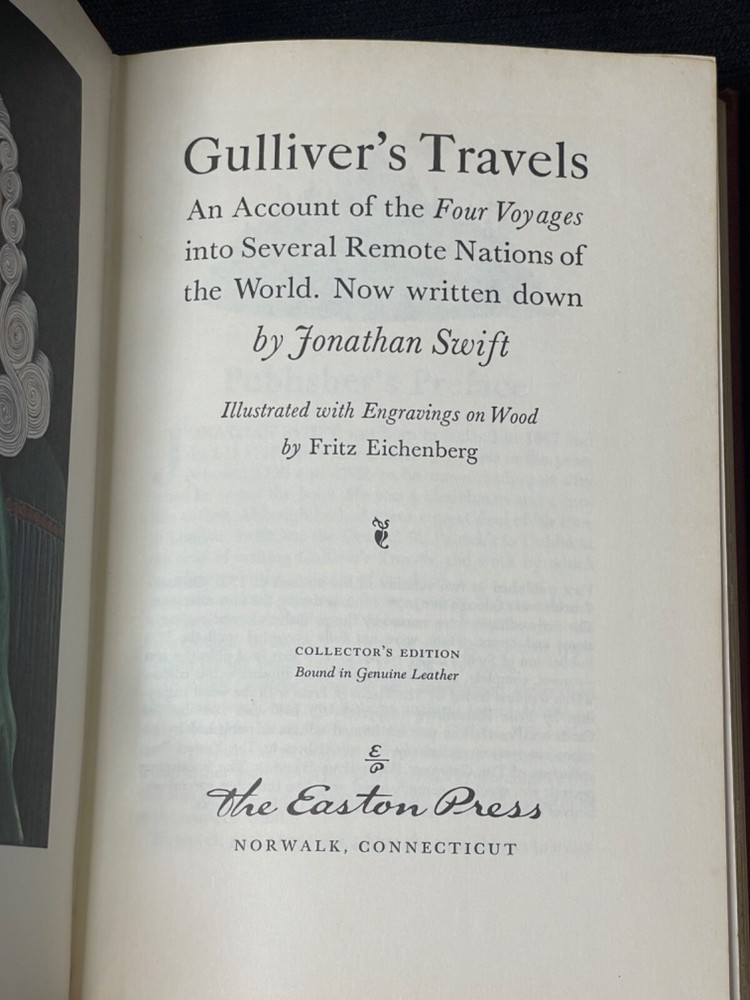 Gulliver's Travels
An Account of the Four Voyages
into Several Remote Nations of
the World. Now written down
by Jonathan Swift
Illustrated with Engravings on Wood
by Fritz Eichenberg
COLLECTOR'S EDITION
Bound in Genuine Leather
E
P
The Easton Press
NORWALK, CONNECTICUT